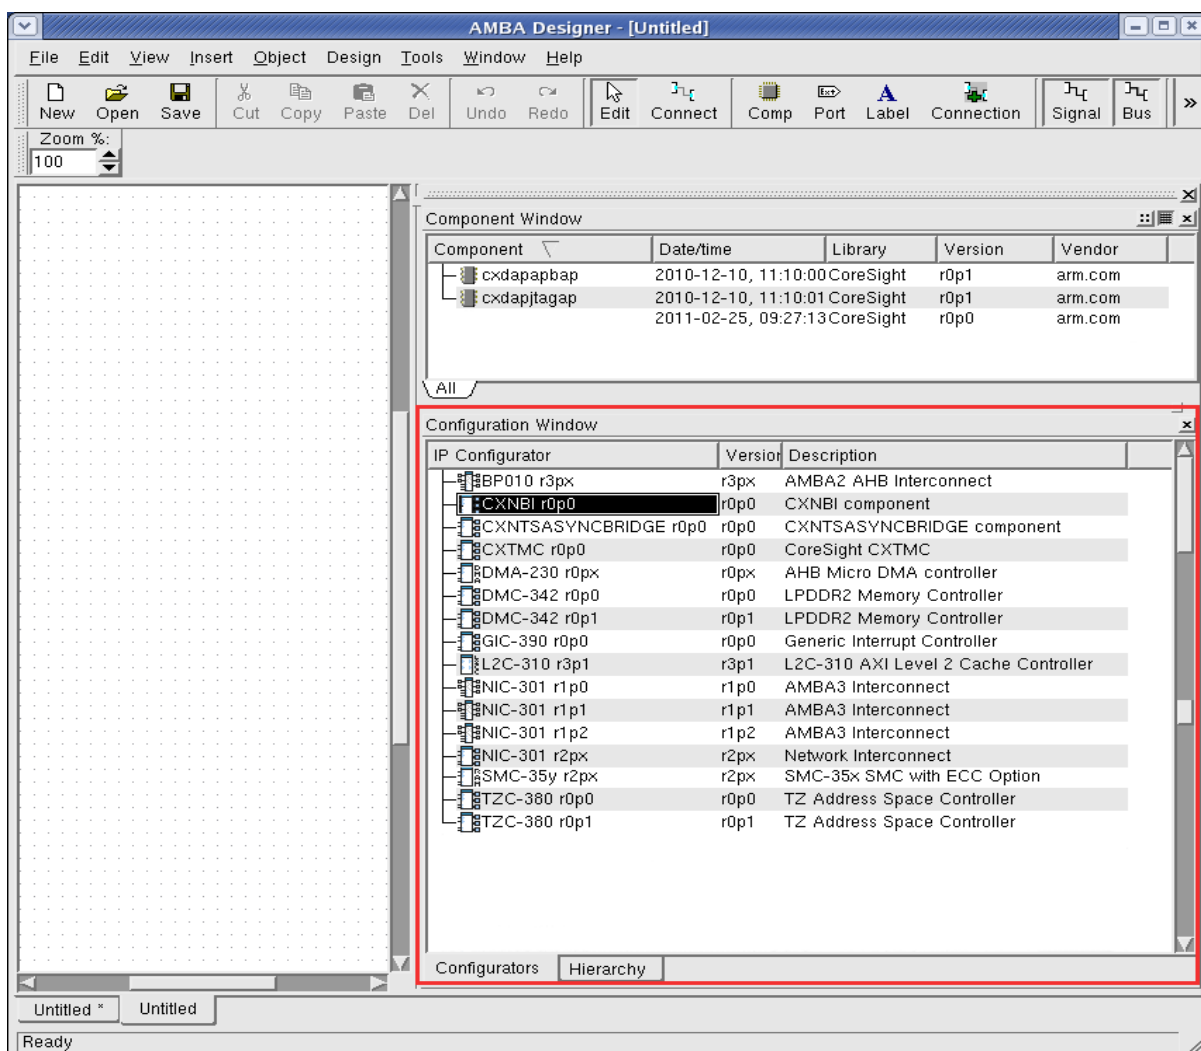 AMBA Designer - [Untitled]
File Edit View Insert Object Design Tools Window Help
New Open Save Cut Copy Paste Del Undo Redo Edit Connect Comp Port Label Connection Signal Bus »
Zoom %:
100
Component Window
Component Date/time Library Version Vendor
cxdapapbap 2010-12-10, 11:10:00 CoreSight r0p1 arm.com
cxdapjtagap 2010-12-10, 11:10:01 CoreSight r0p1 arm.com
2011-02-25, 09:27:13 CoreSight r0p0 arm.com
All
Configuration Window
IP Configurator Version Description
BP010 r3px r3px AMBA2 AHB Interconnect
CXNBI r0p0 r0p0 CXNBI component
CXNTSASYNCBRIDGE r0p0 r0p0 CXNTSASYNCBRIDGE component
CXTMC r0p0 r0p0 CoreSight CXTMC
DMA-230 r0px r0px AHB Micro DMA controller
DMC-342 r0p0 r0p0 LPDDR2 Memory Controller
DMC-342 r0p1 r0p1 LPDDR2 Memory Controller
GIC-390 r0p0 r0p0 Generic Interrupt Controller
L2C-310 r3p1 r3p1 L2C-310 AXI Level 2 Cache Controller
NIC-301 r1p0 r1p0 AMBA3 Interconnect
NIC-301 r1p1 r1p1 AMBA3 Interconnect
NIC-301 r1p2 r1p2 AMBA3 Interconnect
NIC-301 r2px r2px Network Interconnect
SMC-35y r2px r2px SMC-35x SMC with ECC Option
TZC-380 r0p0 r0p0 TZ Address Space Controller
TZC-380 r0p1 r0p1 TZ Address Space Controller
Configurators Hierarchy
Untitled * Untitled
Ready